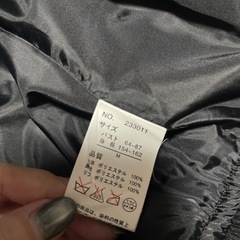 NO. 233011
サイズ
バスト 64-87
身長 154-162
M
品質
ポリエステル 100%
ポリエステル 100%
ポリエステル 100%